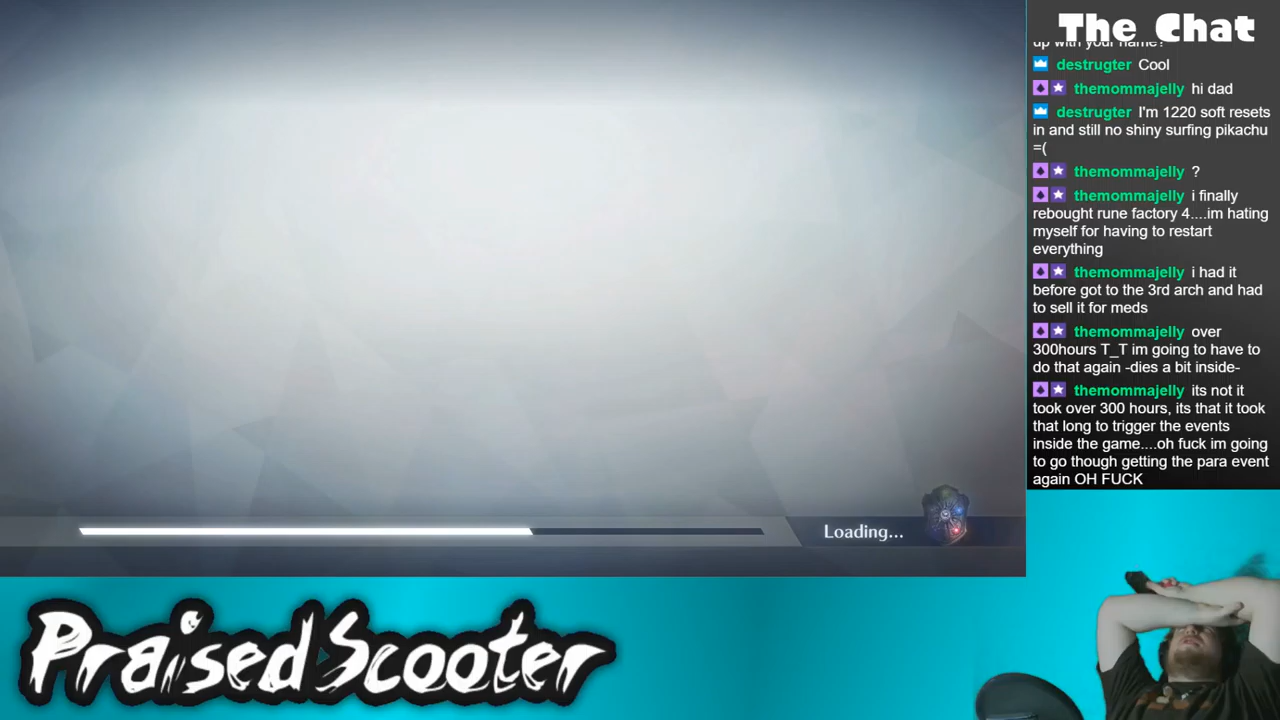 The Chat
up with your name?
destrugter Cool
themommajelly hi dad
destrugter I'm 1220 soft resets
in and still no shiny surfing pikachu
=(
themommajelly ?
themommajelly i finally
rebought rune factory 4....im hating
myself for having to restart
everything
themommajelly i had it
before got to the 3rd arch and had
to sell it for meds
themommajelly over
300hours T_T im going to have to
do that again -dies a bit inside-
themommajelly its not it
took over 300 hours, its that it took
that long to trigger the events
inside the game....oh fuck im going
to go though getting the para event
again OH FUCK
Loading...
PraisedScooter